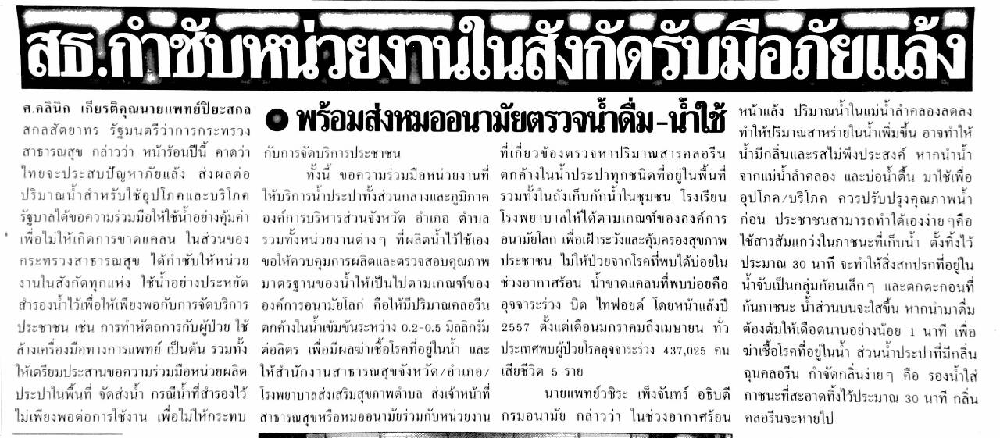 สธ.กำชับหน่วยงานในสังกัดรับมือภัยแล้ง
● พร้อมส่งหมออนามัยตรวจน้ำดื่ม-น้ำใช้
ศ.คลินิก เกียรติคุณนายแพทย์ปิยะสกล
สกลสัตยาทร รัฐมนตรีว่าการกระทรวง
สาธารณสุข กล่าวว่า หน้าร้อนปีนี้ คาดว่า
ไทยจะประสบปัญหาภัยแล้ง ส่งผลต่อ
ปริมาณน้ำสำหรับใช้อุปโภคและบริโภค
รัฐบาลได้ขอความร่วมมือให้ใช้น้ำอย่างคุ้มค่า
เพื่อไม่ให้เกิดการขาดแคลน ในส่วนของ
กระทรวงสาธารณสุข ได้กำชับให้หน่วย
งานในสังกัดทุกแห่ง ใช้น้ำอย่างประหยัด
สำรองน้ำไว้เพื่อให้เพียงพอกับการจัดบริการ
ประชาชน เช่น การทำหัตถการกับผู้ป่วย ใช้
ล้างเครื่องมือทางการแพทย์ เป็นต้น รวมทั้ง
ให้เตรียมประสานขอความร่วมมือหน่วยผลิต
ประปาในพื้นที่ จัดส่งน้ำ กรณีน้ำที่สำรองไว้
ไม่เพียงพอต่อการใช้งาน เพื่อไม่ให้กระทบ
กับการจัดบริการประชาชน
ทั้งนี้ ขอความร่วมมือหน่วยงานที่
ให้บริการน้ำประปาทั้งส่วนกลางและภูมิภาค
องค์การบริหารส่วนจังหวัด อำเภอ ตำบล
รวมทั้งหน่วยงานต่างๆ ที่ผลิตน้ำไว้ใช้เอง
ขอให้ควบคุมการผลิตและตรวจสอบคุณภาพ
มาตรฐานของน้ำให้เป็นไปตามเกณฑ์ของ
องค์การอนามัยโลก คือให้มีปริมาณคลอรีน
ตกค้างในน้ำเข้มข้นระหว่าง 0.2-0.5 มิลลิกรัม
ต่อลิตร เพื่อมีผลฆ่าเชื้อโรคที่อยู่ในน้ำ และ
ให้สำนักงานสาธารณสุขจังหวัด/อำเภอ/
โรงพยาบาลส่งเสริมสุขภาพตำบล ส่งเจ้าหน้าที่
สาธารณสุขหรือหมออนามัยร่วมกับหน่วยงาน
ที่เกี่ยวข้องตรวจหาปริมาณสารคลอรีน
ตกค้างในน้ำประปาทุกชนิดที่อยู่ในพื้นที่
รวมทั้งในถังเก็บกักน้ำในชุมชน โรงเรียน
โรงพยาบาลให้ได้ตามเกณฑ์ขององค์การ
อนามัยโลก เพื่อเฝ้าระวังและคุ้มครองสุขภาพ
ประชาชน ไม่ให้ป่วยจากโรคที่พบได้บ่อยใน
ช่วงอากาศร้อน น้ำขาดแคลนที่พบบ่อยคือ
อุจจาระร่วง บิด ไทฟอยด์ โดยหน้าแล้งปี
2557 ตั้งแต่เดือนมกราคมถึงเมษายน ทั่ว
ประเทศพบผู้ป่วยโรคอุจจาระร่วง 437,025 คน
เสียชีวิต 5 ราย
นายแพทย์วชิระ เพ็งจันทร์ อธิบดี
กรมอนามัย กล่าวว่า ในช่วงอากาศร้อน
หน้าแล้ง ปริมาณน้ำในแม่น้ำลำคลองลดลง
ทำให้ปริมาณสาหร่ายในน้ำเพิ่มขึ้น อาจทำให้
น้ำมีกลิ่นและรสไม่พึงประสงค์ หากนำน้ำ
จากแม่น้ำลำคลอง และบ่อน้ำตื้น มาใช้เพื่อ
อุปโภค/บริโภค ควรปรับปรุงคุณภาพน้ำ
ก่อน ประชาชนสามารถทำได้เองง่ายๆคือ
ใช้สารส้มแกว่งในภาชนะที่เก็บน้ำ ตั้งทิ้งไว้
ประมาณ 30 นาที จะทำให้สิ่งสกปรกที่อยู่ใน
น้ำจับเป็นกลุ่มก้อนเล็กๆ และตกตะกอนที่
ก้นภาชนะ น้ำส่วนบนจะใสขึ้น หากนำมาดื่ม
ต้องต้มให้เดือดนานอย่างน้อย 1 นาที เพื่อ
ฆ่าเชื้อโรคที่อยู่ในน้ำ ส่วนน้ำประปาที่มีกลิ่น
ฉุนคลอรีน กำจัดกลิ่นง่ายๆ คือ รองน้ำใส่
ภาชนะที่สะอาดทิ้งไว้ประมาณ 30 นาที กลิ่น
คลอรีนจะหายไป